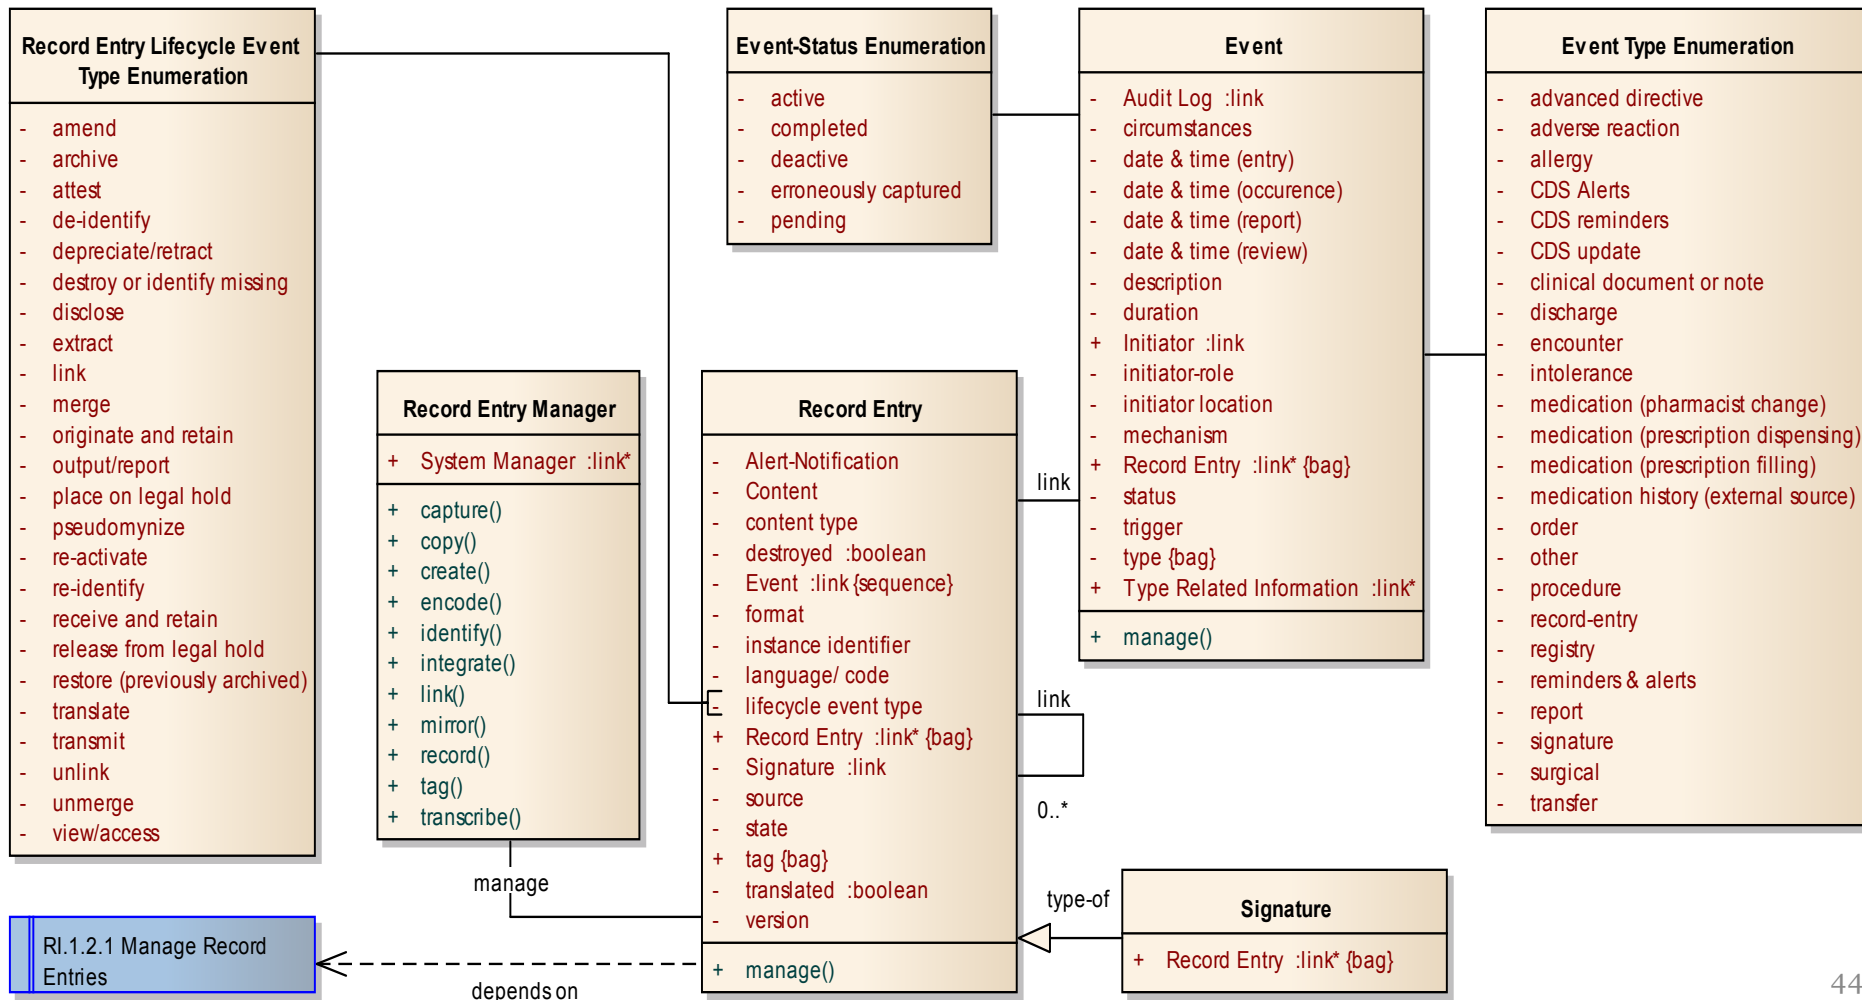 Record Entry Lifecycle Event
Type Enumeration
- amend
- archive
- attest
- de-identify
- depreciate/retract
- destroy or identify missing
- disclose
- extract
- link
- merge
- originate and retain
- output/report
- place on legal hold
- pseudomynize
- re-activate
- re-identify
- receive and retain
- release from legal hold
- restore (previously archived)
- translate
- transmit
- unlink
- unmerge
- view/access
RI.1.2.1 Manage Record
Entries
Record Entry Manager
+ System Manager :link*
+ capture()
+ copy()
+ create()
+ encode()
+ identify()
+ integrate()
+ link()
+ mirror()
+ record()
+ tag()
+ transcribe()
manage
depends on
Event-Status Enumeration
- active
- completed
- deactive
- erroneously captured
- pending
Record Entry
- Alert-Notification
- Content
- content type
- destroyed :boolean
- Event :link {sequence}
- format
- instance identifier
- language/ code
- lifecycle event type
+ Record Entry :link* {bag}
- Signature :link
- source
- state
+ tag {bag}
- translated :boolean
- version
+ manage()
link
link
0..*
type-of
Event
- Audit Log :link
- circumstances
- date & time (entry)
- date & time (occurence)
- date & time (report)
- date & time (review)
- description
- duration
+ Initiator :link
- initiator-role
- initiator location
- mechanism
+ Record Entry :link* {bag}
- status
- trigger
- type {bag}
+ Type Related Information :link*
+ manage()
Signature
+ Record Entry :link* {bag}
Event Type Enumeration
- advanced directive
- adverse reaction
- allergy
- CDS Alerts
- CDS reminders
- CDS update
- clinical document or note
- discharge
- encounter
- intolerance
- medication (pharmacist change)
- medication (prescription dispensing)
- medication (prescription filling)
- medication history (external source)
- order
- other
- procedure
- record-entry
- registry
- reminders & alerts
- report
- signature
- surgical
- transfer
44